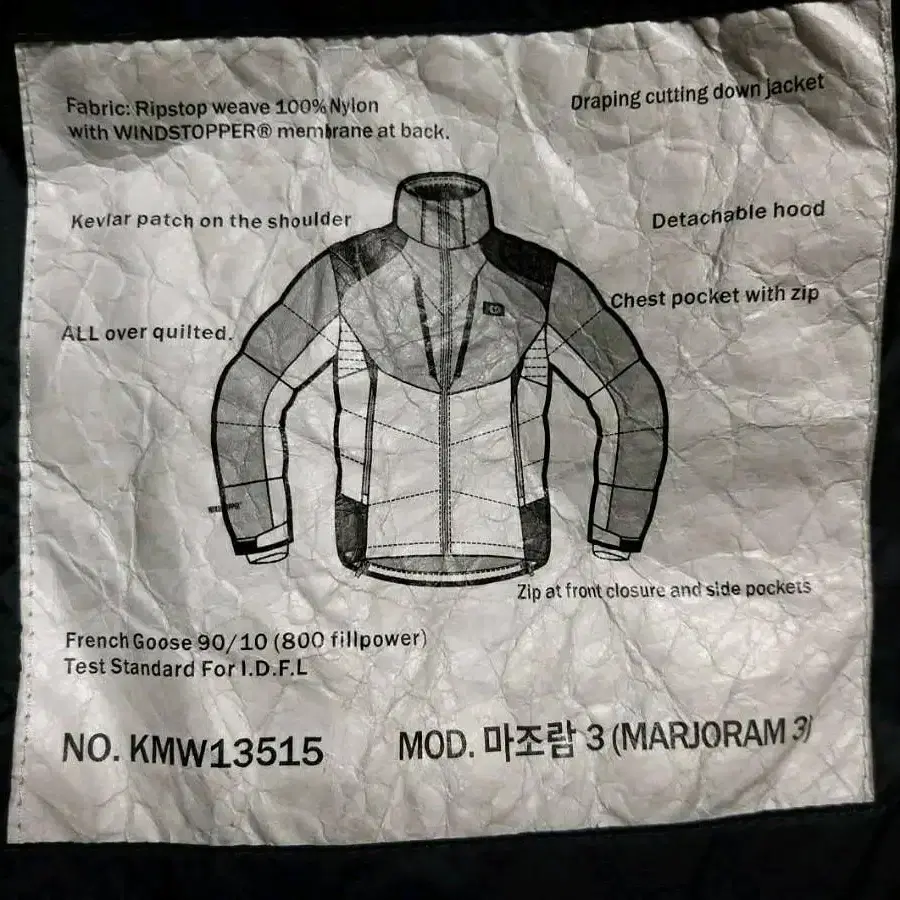 Fabric: Ripstop weave 100% Nylon
with WINDSTOPPER® membrane at back.
Draping cutting down jacket
Kevlar patch on the shoulder
Detachable hood
Chest pocket with zip
ALL over quilted.
Zip at front closure and side pockets
French Goose 90/10 (800 fillpower)
Test Standard For I.D.F.L
NO. KMW13515
MOD. 마조람 3 (MARJORAM 3)